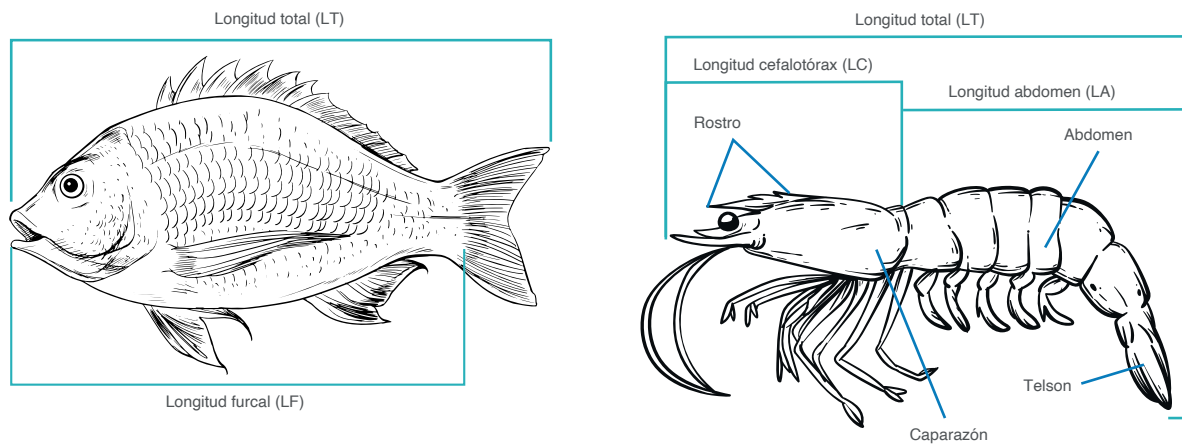 Longitud total (LT)
Longitud furcal (LF)
Longitud total (LT)
Longitud cefalotórax (LC)
Longitud abdomen (LA)
Rostro
Abdomen
Telson
Caparazón